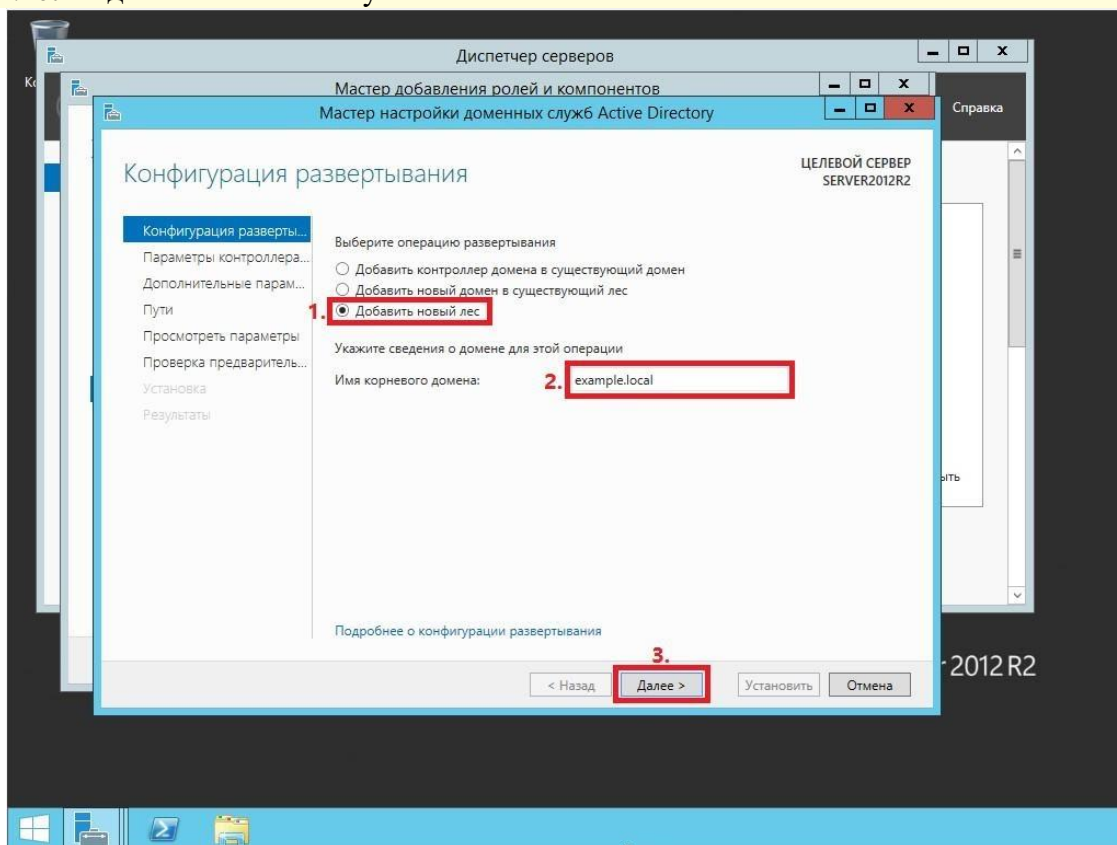 Диспетчер серверов
Мастер добавления ролей и компонентов
Мастер настройки доменных служб Active Directory
Справка
Конфигурация развертывания
ЦЕЛЕВОЙ СЕРВЕР
SERVER2012R2
Конфигурация разверты...
Параметры контроллера...
Дополнительные парам...
Пути
Просмотреть параметры
Проверка предваритель...
Установка
Результаты
Выберите операцию развертывания
Добавить контроллер домена в существующий домен
Добавить новый домен в существующий лес
1. Добавить новый лес
Укажите сведения о домене для этой операции
Имя корневого домена: 2. example.local
Подробнее о конфигурации развертывания
3.
< Назад Далее > Установить Отмена
2012 R2